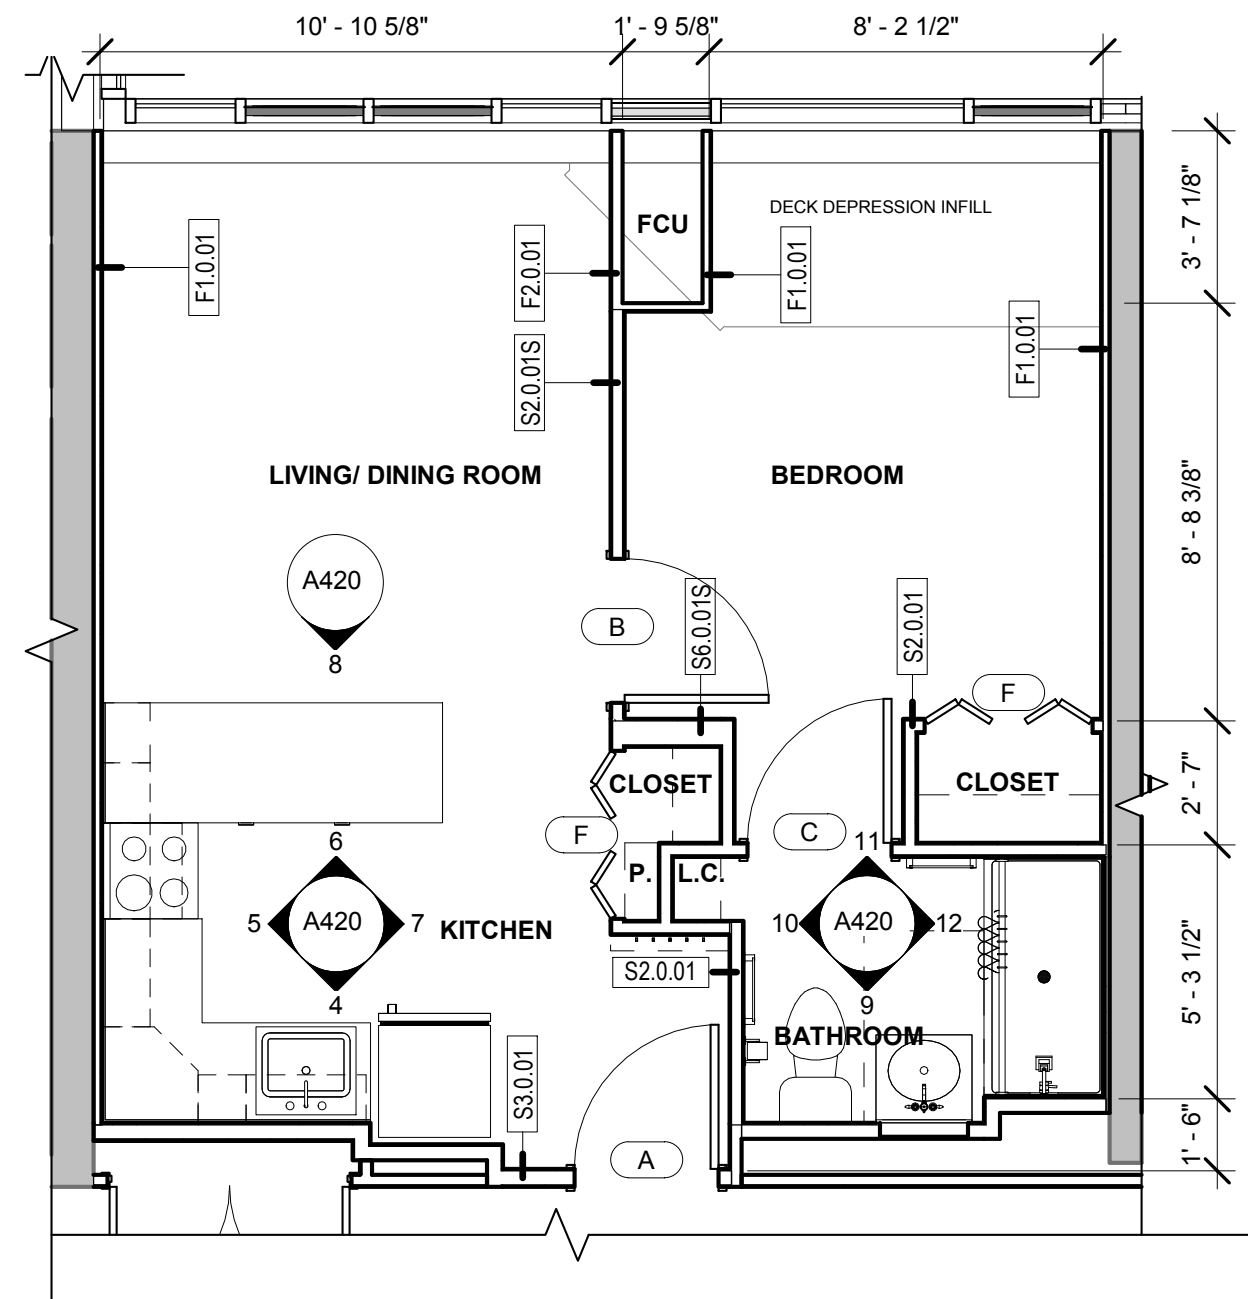 10' - 10 5/8"
1' - 9 5/8"
8' - 2 1/2"
3' - 7 1/8"
DECK DEPRESSION INFILL
FCU
F1.0.01
F2.0.01
F1.0.01
S2.0.01S
F1.0.01
LIVING/ DINING ROOM
BEDROOM
8' - 8 3/8"
A420
8
B
S6.0.01S
S2.0.01
F
CLOSET
CLOSET
2' - 7"
F
C
6
11
P.
L.C.
5
A420
7
KITCHEN
10
A420
12
S2.0.01
4
9
BATHROOM
5' - 3 1/2"
S3.0.01
A
1' - 6"